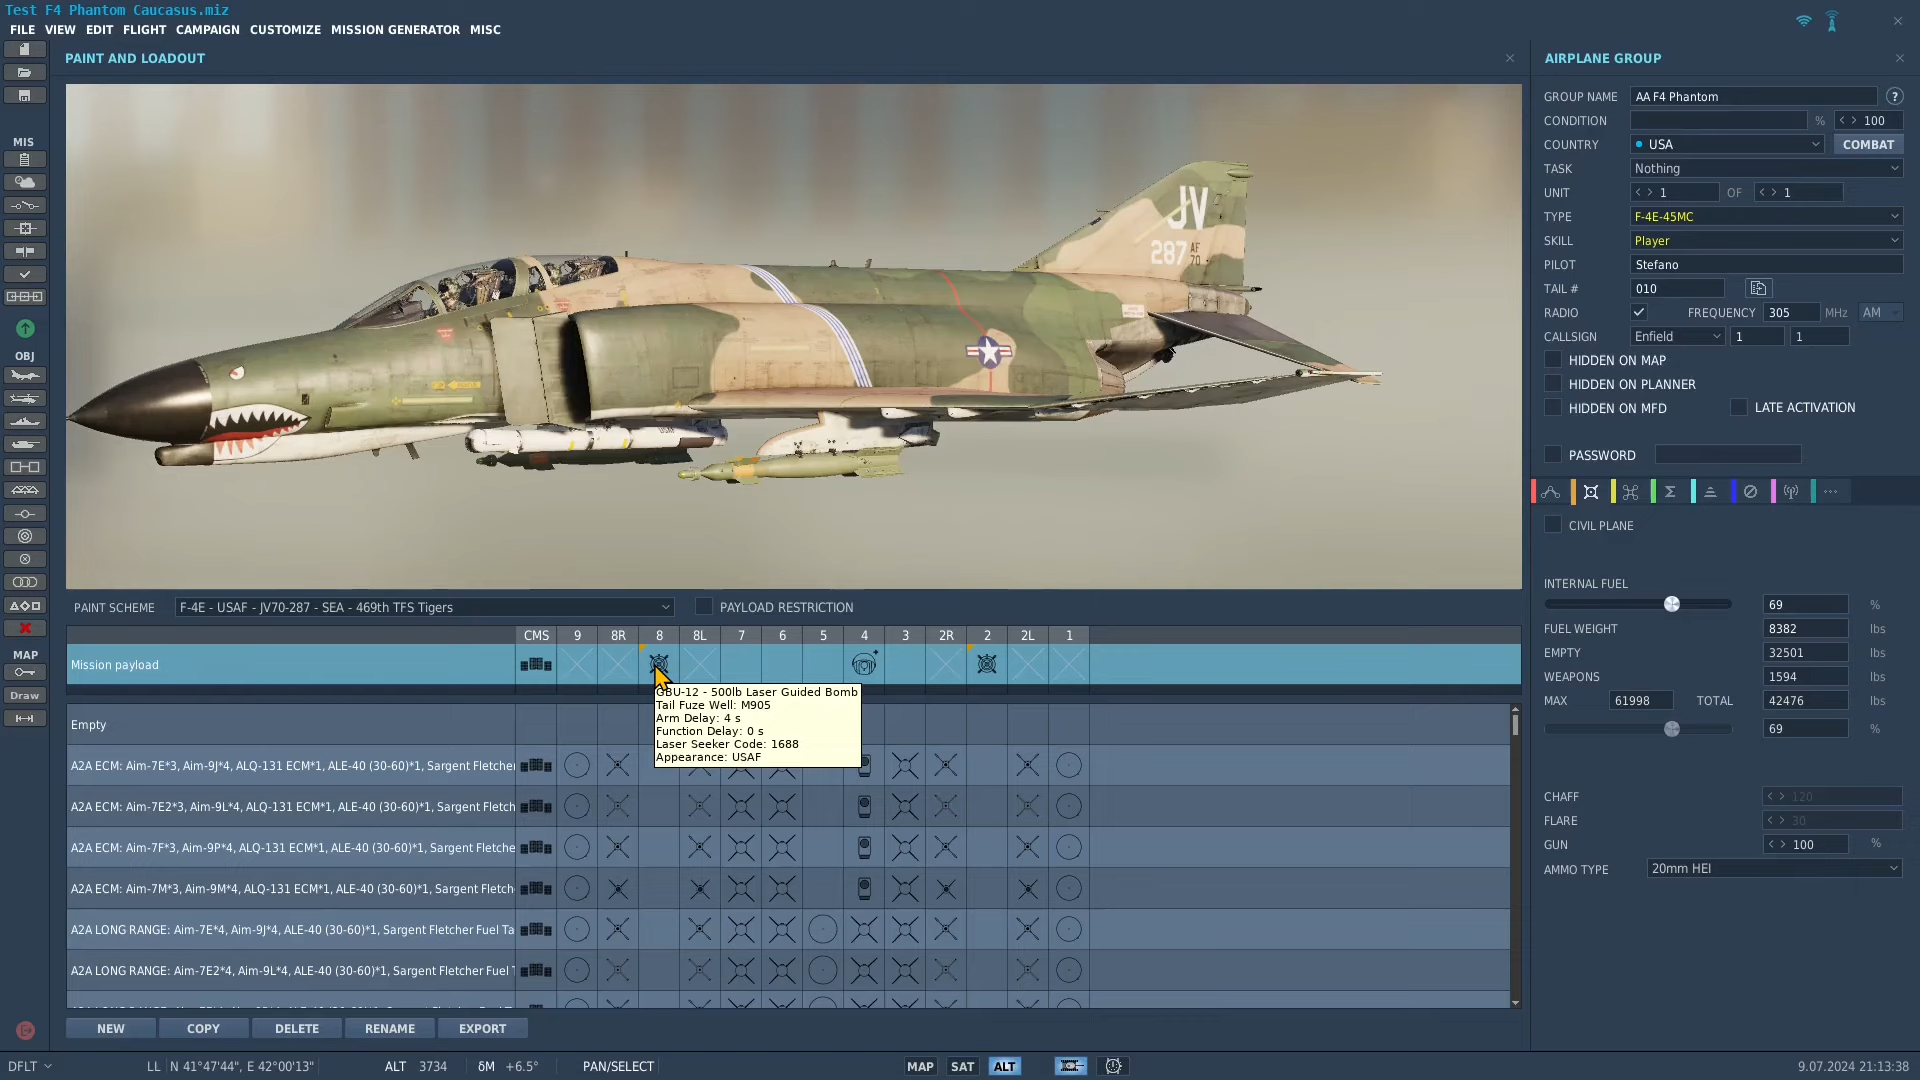 Test F4 Phantom Caucasus.miz
FILE VIEW EDIT FLIGHT CAMPAIGN CUSTOMIZE MISSION GENERATOR MISC
PAINT AND LOADOUT
AIRPLANE GROUP
GROUP NAME AA F4 Phantom ?
CONDITION % < > 100
COUNTRY USA COMBAT
TASK Nothing
UNIT < > 1 OF < > 1
TYPE F-4E-45MC
SKILL Player
PILOT Stefano
TAIL # 010
RADIO FREQUENCY 305 MHz AM
CALLSIGN Enfield 1 1
HIDDEN ON MAP
HIDDEN ON PLANNER
HIDDEN ON MFD LATE ACTIVATION
PASSWORD
CIVIL PLANE
INTERNAL FUEL
69 %
FUEL WEIGHT 8382 lbs
EMPTY 32501 lbs
WEAPONS 1594 lbs
MAX 61998 TOTAL 42476 lbs
69 %
CHAFF < > 120
FLARE < > 30
GUN < > 100 %
AMMO TYPE 20mm HEI
MIS
OBJ
MAP
Draw
JV
287 AF
70
USAF
PAINT SCHEME F-4E - USAF - JV70-287 - SEA - 469th TFS Tigers PAYLOAD RESTRICTION
CMS 9 8R 8 8L 7 6 5 4 3 2R 2 2L 1
Mission payload
GBU-12 - 500lb Laser Guided Bomb
Tail Fuze Well: M905
Arm Delay: 4 s
Function Delay: 0 s
Laser Seeker Code: 1688
Appearance: USAF
Empty
A2A ECM: Aim-7E*3, Aim-9J*4, ALQ-131 ECM*1, ALE-40 (30-60)*1, Sargent Fletcher
A2A ECM: Aim-7E2*3, Aim-9L*4, ALQ-131 ECM*1, ALE-40 (30-60)*1, Sargent Fletch
A2A ECM: Aim-7F*3, Aim-9P*4, ALQ-131 ECM*1, ALE-40 (30-60)*1, Sargent Fletche
A2A ECM: Aim-7M*3, Aim-9M*4, ALQ-131 ECM*1, ALE-40 (30-60)*1, Sargent Fletch
A2A LONG RANGE: Aim-7E*4, Aim-9J*4, ALE-40 (30-60)*1, Sargent Fletcher Fuel Ta
A2A LONG RANGE: Aim-7E2*4, Aim-9L*4, ALE-40 (30-60)*1, Sargent Fletcher Fuel T
NEW COPY DELETE RENAME EXPORT
DFLT LL N 41°47'44", E 42°00'13" ALT 3734 δM +6.5° PAN/SELECT MAP SAT ALT 9.07.2024 21:13:38